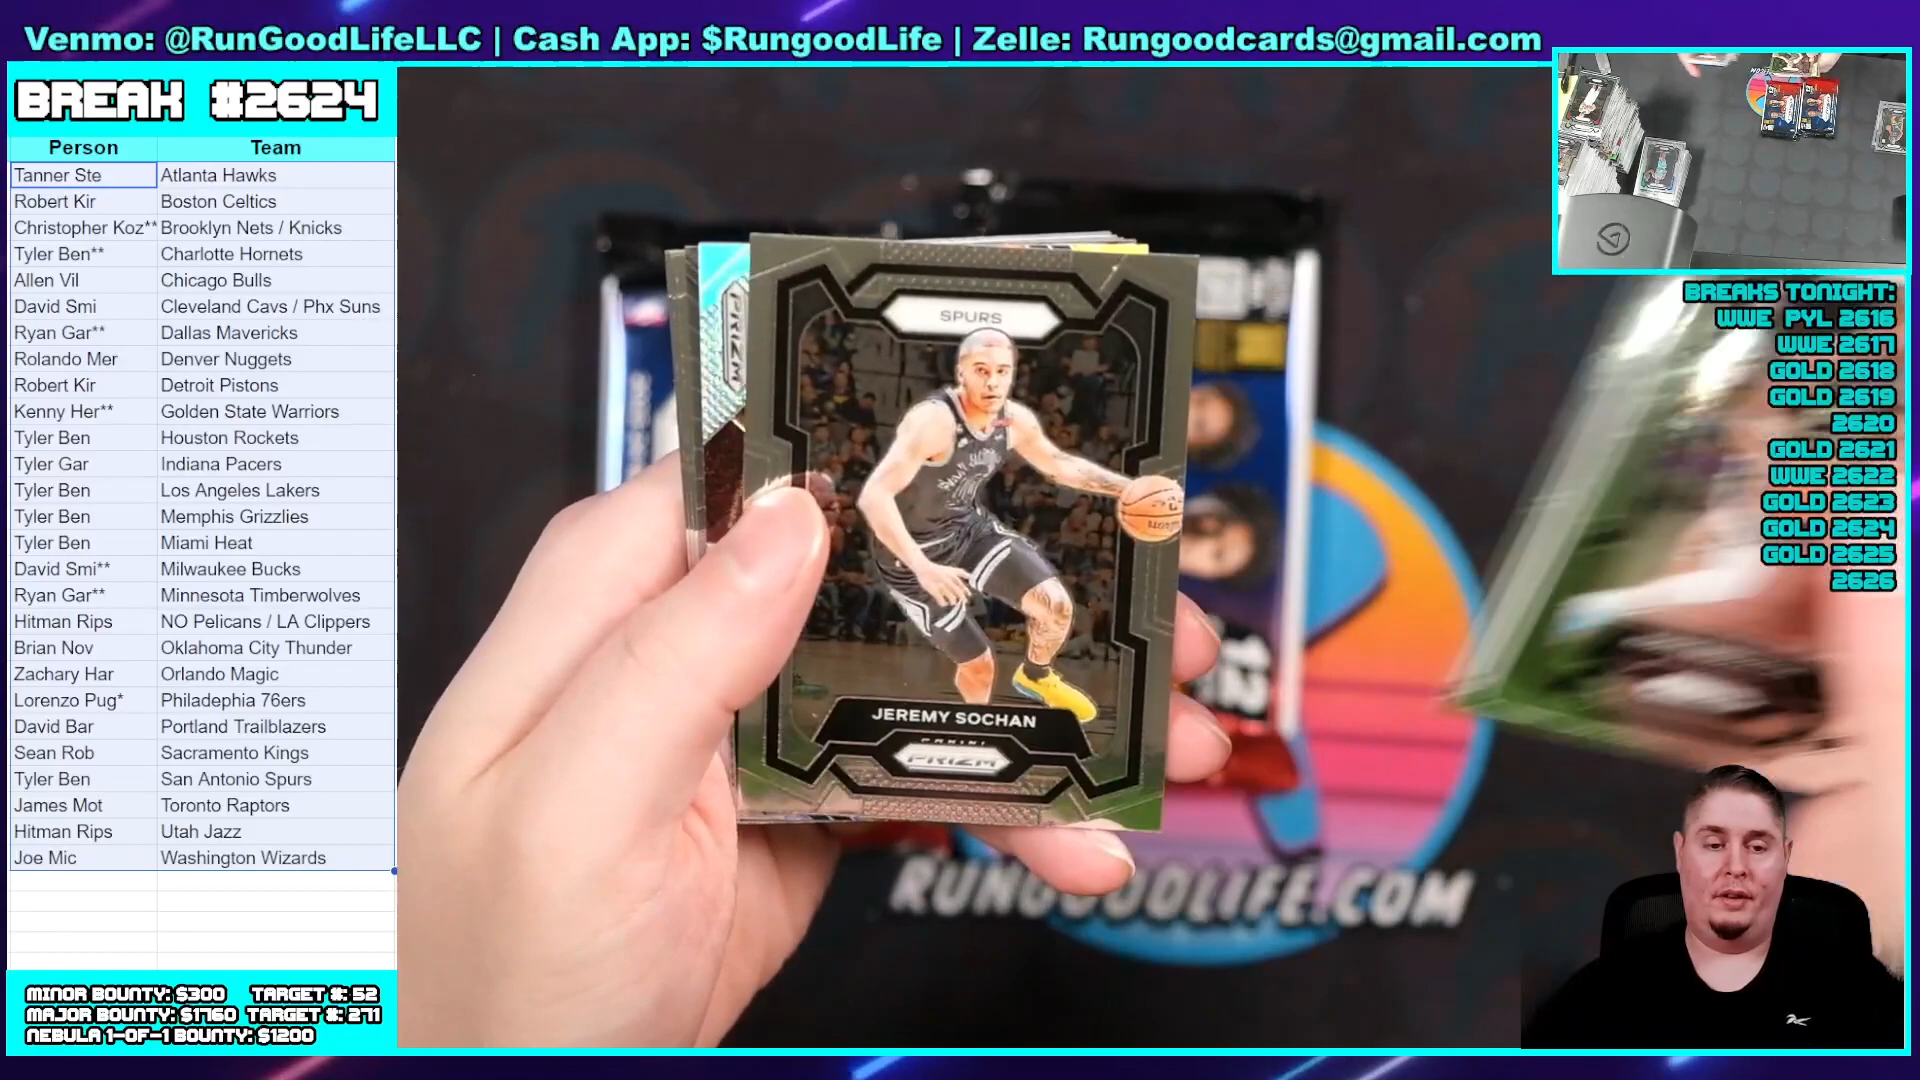 Venmo: @RunGoodLifeLLC | Cash App: $RungoodLife | Zelle: Rungoodcards@gmail.com
BREAK #2624
Person Team
Tanner Ste Atlanta Hawks
Robert Kir Boston Celtics
Christopher Koz** Brooklyn Nets / Knicks
Tyler Ben** Charlotte Hornets
Allen Vil Chicago Bulls
David Smi Cleveland Cavs / Phx Suns
Ryan Gar** Dallas Mavericks
Rolando Mer Denver Nuggets
Robert Kir Detroit Pistons
Kenny Her** Golden State Warriors
Tyler Ben Houston Rockets
Tyler Gar Indiana Pacers
Tyler Ben Los Angeles Lakers
Tyler Ben Memphis Grizzlies
Tyler Ben Miami Heat
David Smi** Milwaukee Bucks
Ryan Gar** Minnesota Timberwolves
Hitman Rips NO Pelicans / LA Clippers
Brian Nov Oklahoma City Thunder
Zachary Har Orlando Magic
Lorenzo Pug* Philadephia 76ers
David Bar Portland Trailblazers
Sean Rob Sacramento Kings
Tyler Ben San Antonio Spurs
James Mot Toronto Raptors
Hitman Rips Utah Jazz
Joe Mic Washington Wizards
MINOR BOUNTY: $300 TARGET #: 52
MAJOR BOUNTY: $1760 TARGET #: 271
NEBULA 1-OF-1 BOUNTY: $1200
PRIZM
SPURS
JEREMY SOCHAN
PANINI
PRIZM
12
RUNGOODLIFE.COM
BREAKS TONIGHT:
WWE PYL 2616
WWE 2617
GOLD 2618
GOLD 2619
2620
GOLD 2621
WWE 2622
GOLD 2623
GOLD 2624
GOLD 2625
2626